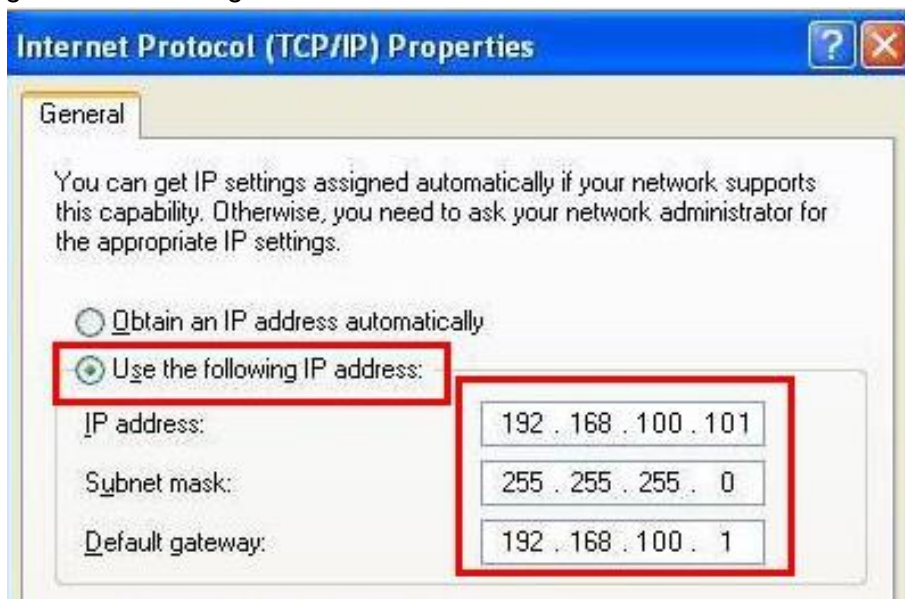 Internet Protocol (TCP/IP) Properties
General
You can get IP settings assigned automatically if your network supports
this capability. Otherwise, you need to ask your network administrator for
the appropriate IP settings.
Obtain an IP address automatically
Use the following IP address:
IP address: 192 . 168 . 100 . 101
Subnet mask: 255 . 255 . 255 . 0
Default gateway: 192 . 168 . 100 . 1